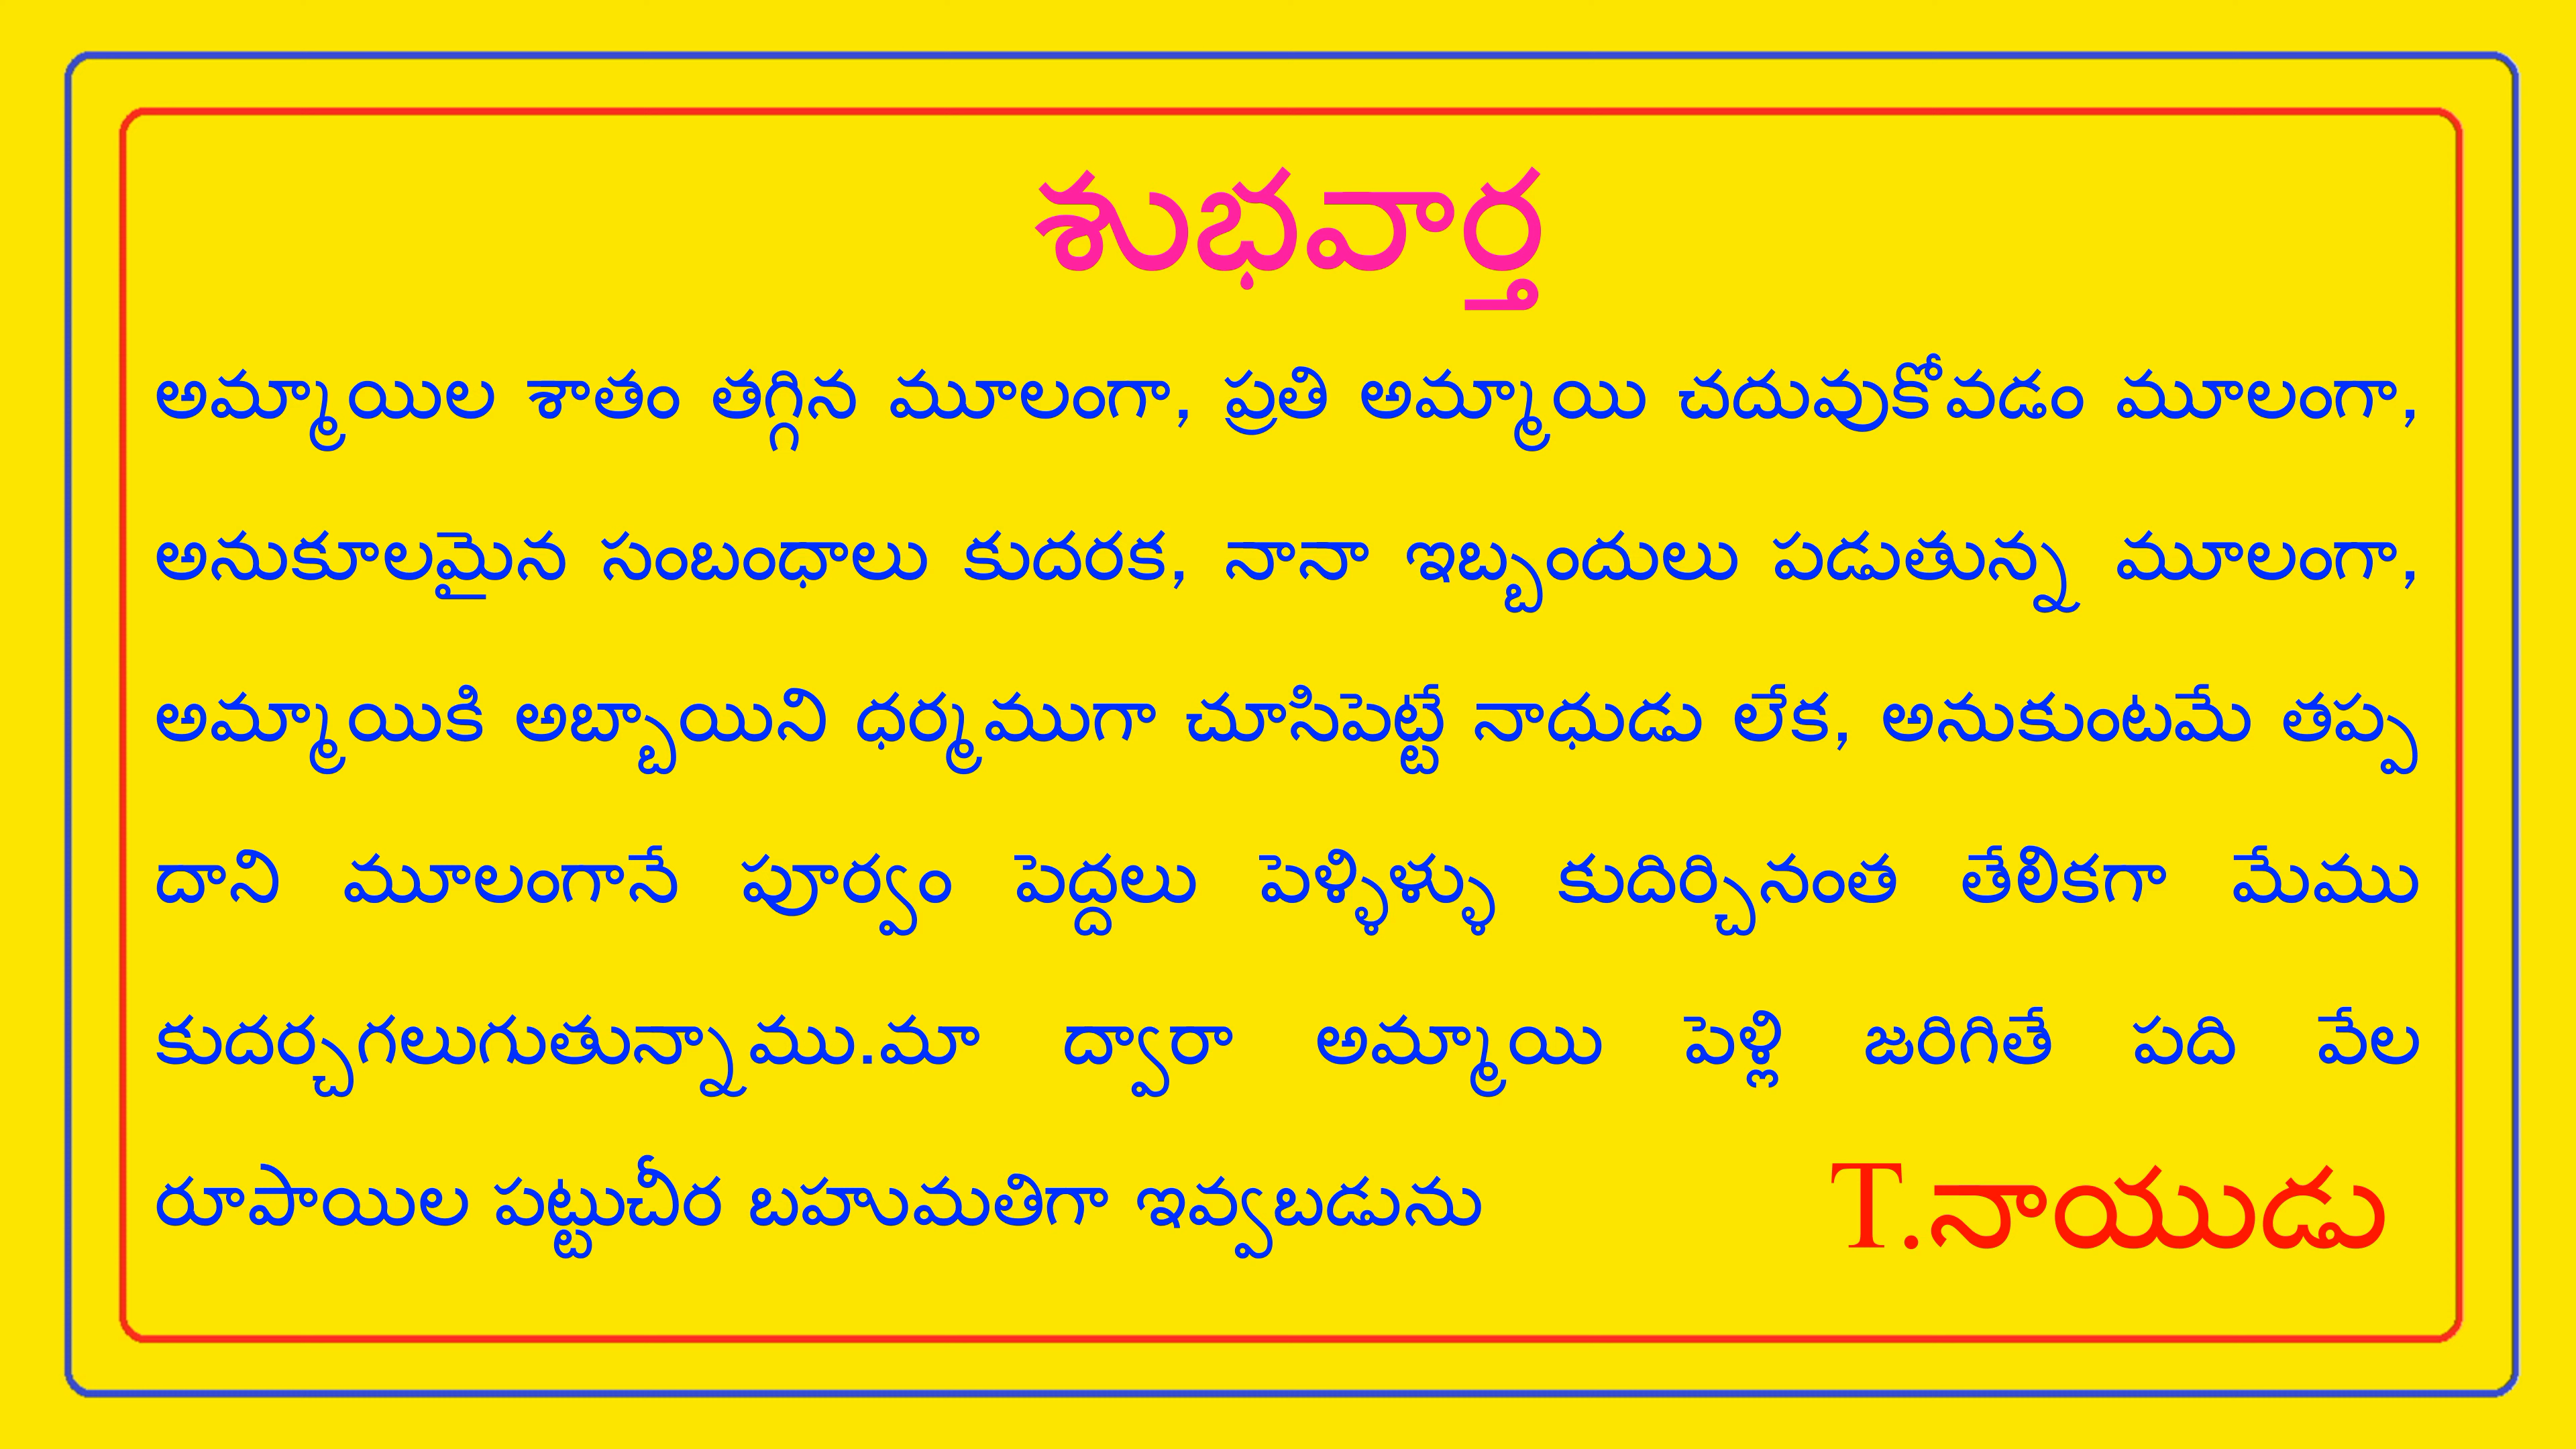 శుభవార్త
అమ్మాయిల శాతం తగ్గిన మూలంగా, ప్రతి అమ్మాయి చదువుకోవడం మూలంగా,
అనుకూలమైన సంబంధాలు కుదరక, నానా ఇబ్బందులు పడుతున్న మూలంగా,
అమ్మాయికి అబ్బాయిని ధర్మముగా చూసిపెట్టే నాధుడు లేక, అనుకుంటమే తప్ప
దాని మూలంగానే పూర్వం పెద్దలు పెళ్ళిళ్ళు కుదిర్చినంత తేలికగా మేము
కుదర్చగలుగుతున్నాము.మా ద్వారా అమ్మాయి పెళ్లి జరిగితే పది వేల
రూపాయిల పట్టుచీర బహుమతిగా ఇవ్వబడును T.నాయుడు